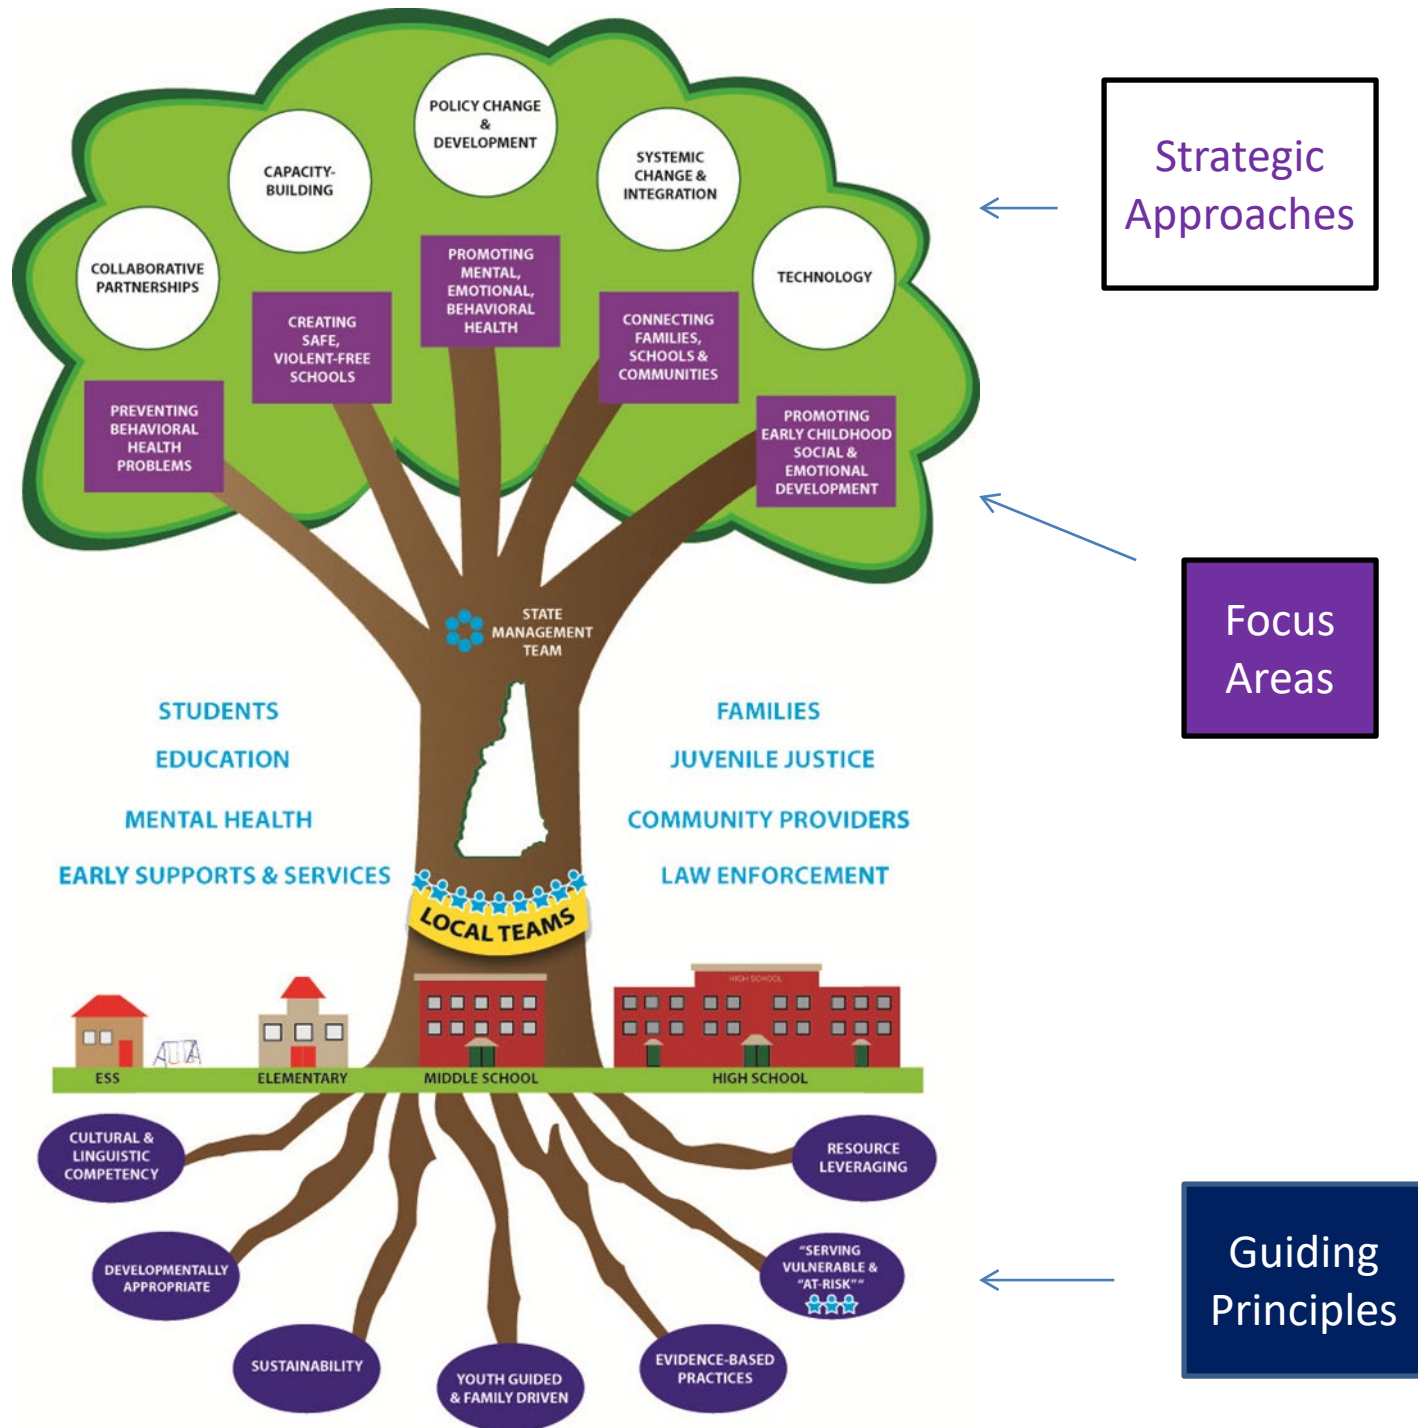 POLICY CHANGE
&
DEVELOPMENT
CAPACITY-
BUILDING
SYSTEMIC
CHANGE &
INTEGRATION
COLLABORATIVE
PARTNERSHIPS
TECHNOLOGY
Strategic
Approaches
PROMOTING
MENTAL,
EMOTIONAL,
BEHAVIORAL
HEALTH
CREATING
SAFE,
VIOLENT-FREE
SCHOOLS
CONNECTING
FAMILIES,
SCHOOLS &
COMMUNITIES
PREVENTING
BEHAVIORAL
HEALTH
PROBLEMS
PROMOTING
EARLY CHILDHOOD
SOCIAL &
EMOTIONAL
DEVELOPMENT
Focus
Areas
STATE
MANAGEMENT
TEAM
STUDENTS
EDUCATION
MENTAL HEALTH
EARLY SUPPORTS & SERVICES
FAMILIES
JUVENILE JUSTICE
COMMUNITY PROVIDERS
LAW ENFORCEMENT
LOCAL TEAMS
HIGH SCHOOL
ESS
ELEMENTARY
MIDDLE SCHOOL
HIGH SCHOOL
CULTURAL &
LINGUISTIC
COMPETENCY
RESOURCE
LEVERAGING
DEVELOPMENTALLY
APPROPRIATE
"SERVING
VULNERABLE &
"AT-RISK""
SUSTAINABILITY
YOUTH GUIDED
& FAMILY DRIVEN
EVIDENCE-BASED
PRACTICES
Guiding
Principles